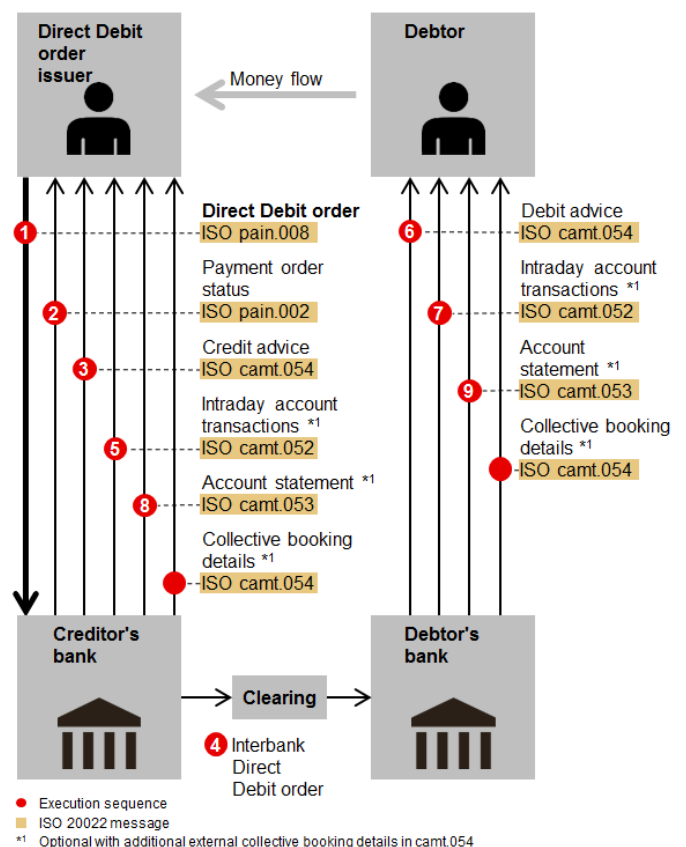 Direct Debit
order
issuer
Debtor
Money flow
Direct Debit order
1
ISO pain.008
Payment order
status
2
ISO pain.002
Credit advice
3
ISO camt.054
Intraday account
transactions *1
5
ISO camt.052
Account statement *1
8
ISO camt.053
Collective booking
details *1
ISO camt.054
Debit advice
6
ISO camt.054
Intraday account
transactions *1
7
ISO camt.052
Account
statement *1
9
ISO camt.053
Collective booking
details *1
ISO camt.054
Creditor's
bank
Clearing
4 Interbank
Direct
Debit order
Debtor's
bank
Execution sequence
ISO 20022 message
*1 Optional with additional external collective booking details in camt.054